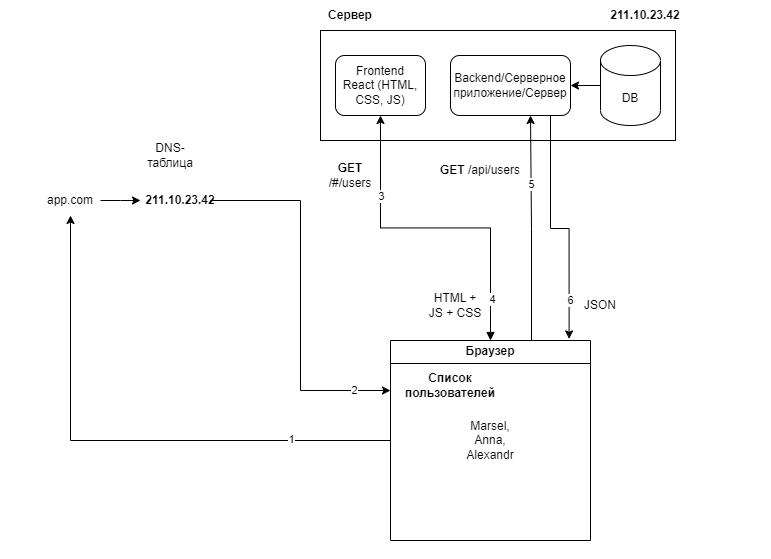 Сервер
211.10.23.42
Frontend
React (HTML,
CSS, JS)
Backend/Серверное
приложение/Сервер
DB
DNS-
таблица
GET
/#/users
GET /api/users
3
5
app.com
211.10.23.42
HTML +
JS + CSS
4
6
JSON
Браузер
Список
пользователей
2
Marsel,
Anna,
Alexandr
1